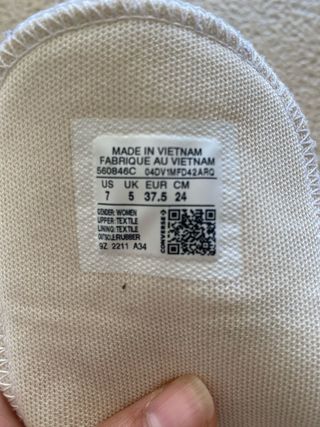 MADE IN VIETNAM
FABRIQUE AU VIETNAM
560846C 04DV1MFD42ARQ
US UK EUR CM
7 5 37.5 24
GENDER: WOMEN
UPPER: TEXTILE
LINING: TEXTILE
OUTSOLE: RUBBER
9Z 2211 A34
CONVERSE